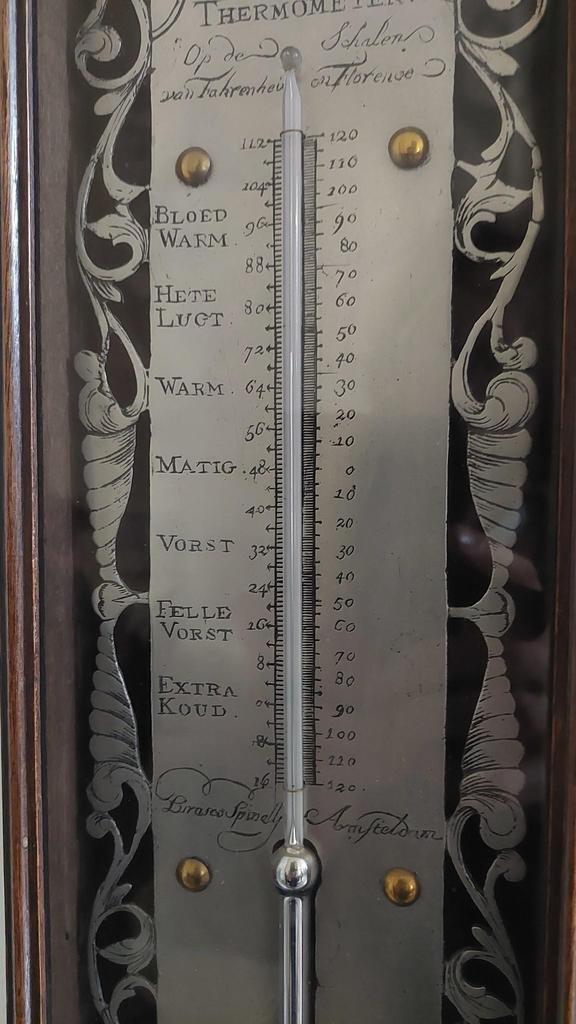 THERMOMETER
Op de Schalen
van Fahrenheit en Florence
112 120
110
104 100
BLOED 96 90
WARM 80
88 70
HETE 60
LUGT 80 50
72 40
WARM 64 30
20
56 10
MATIG 48 0
10
40 20
VORST 32 30
40
24 50
FELLE 16 60
VORST 70
8 80
EXTRA 0 90
KOUD 100
8 110
16 120
Amsteldam